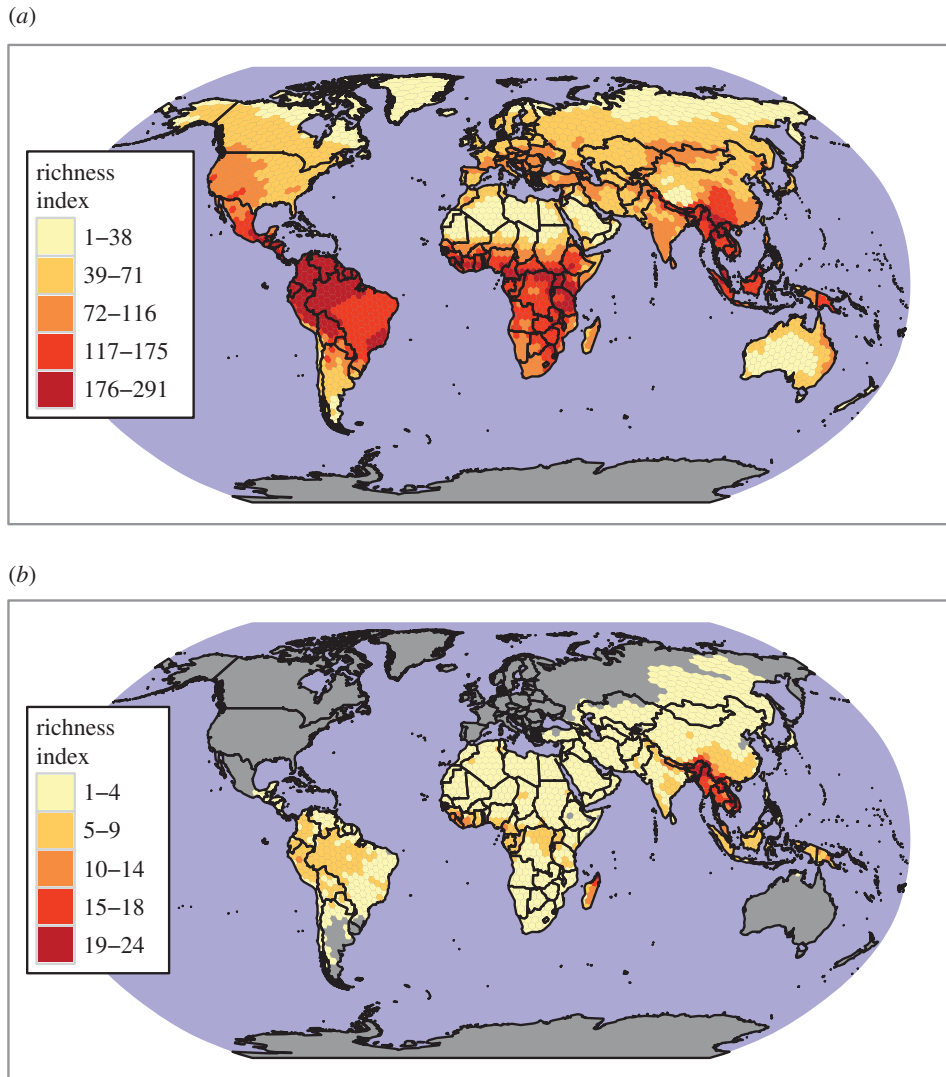 (a)
richness
index
1–38
39–71
72–116
117–175
176–291
(b)
richness
index
1–4
5–9
10–14
15–18
19–24